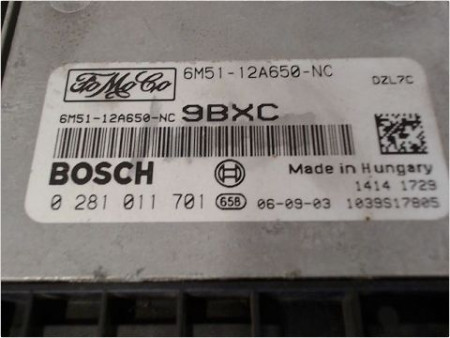 FoMoCo 6M51-12A650-NC DZL7C
6M51-12A650-NC 9BXC
BOSCH Made in Hungary
1414 1729
0 281 011 701 658 06-09-03 1039S17805